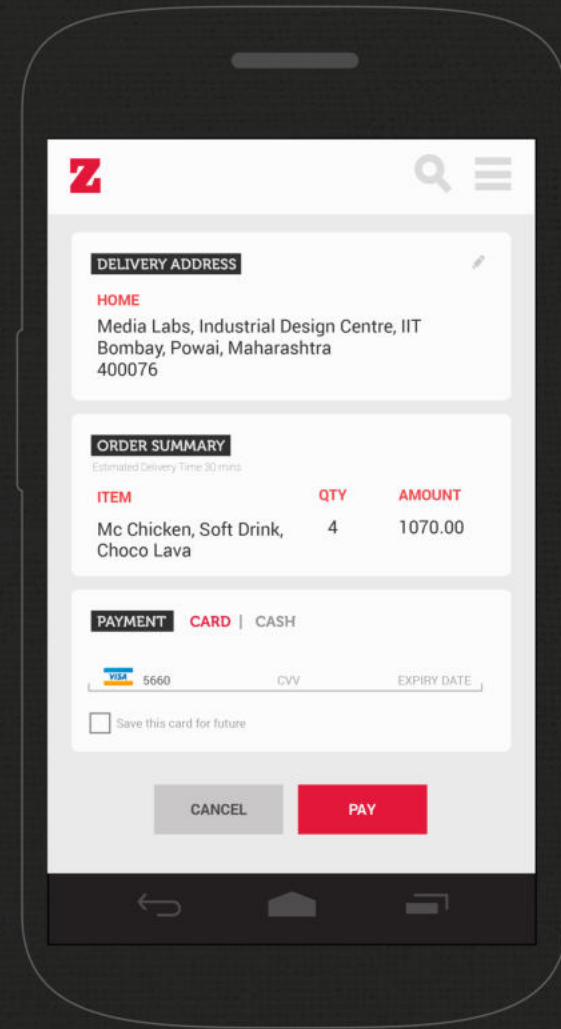 Z
DELIVERY ADDRESS
HOME
Media Labs, Industrial Design Centre, IIT
Bombay, Powai, Maharashtra
400076
ORDER SUMMARY
Estimated Delivery Time 30 mins
ITEM QTY AMOUNT
Mc Chicken, Soft Drink, 4 1070.00
Choco Lava
PAYMENT CARD | CASH
VISA 5660 CVV EXPIRY DATE
Save this card for future
CANCEL PAY